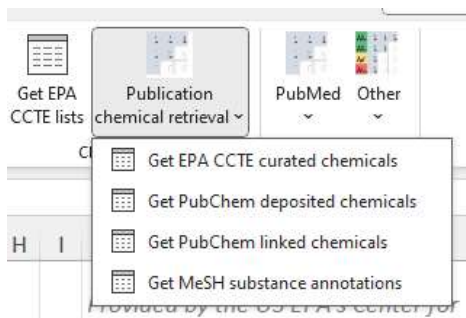 Get EPA
CCTE lists
Publication
chemical retrieval
PubMed
Other
Get EPA CCTE curated chemicals
Get PubChem deposited chemicals
Get PubChem linked chemicals
Get MeSH substance annotations
H I
Provided by the US EPA's Center for